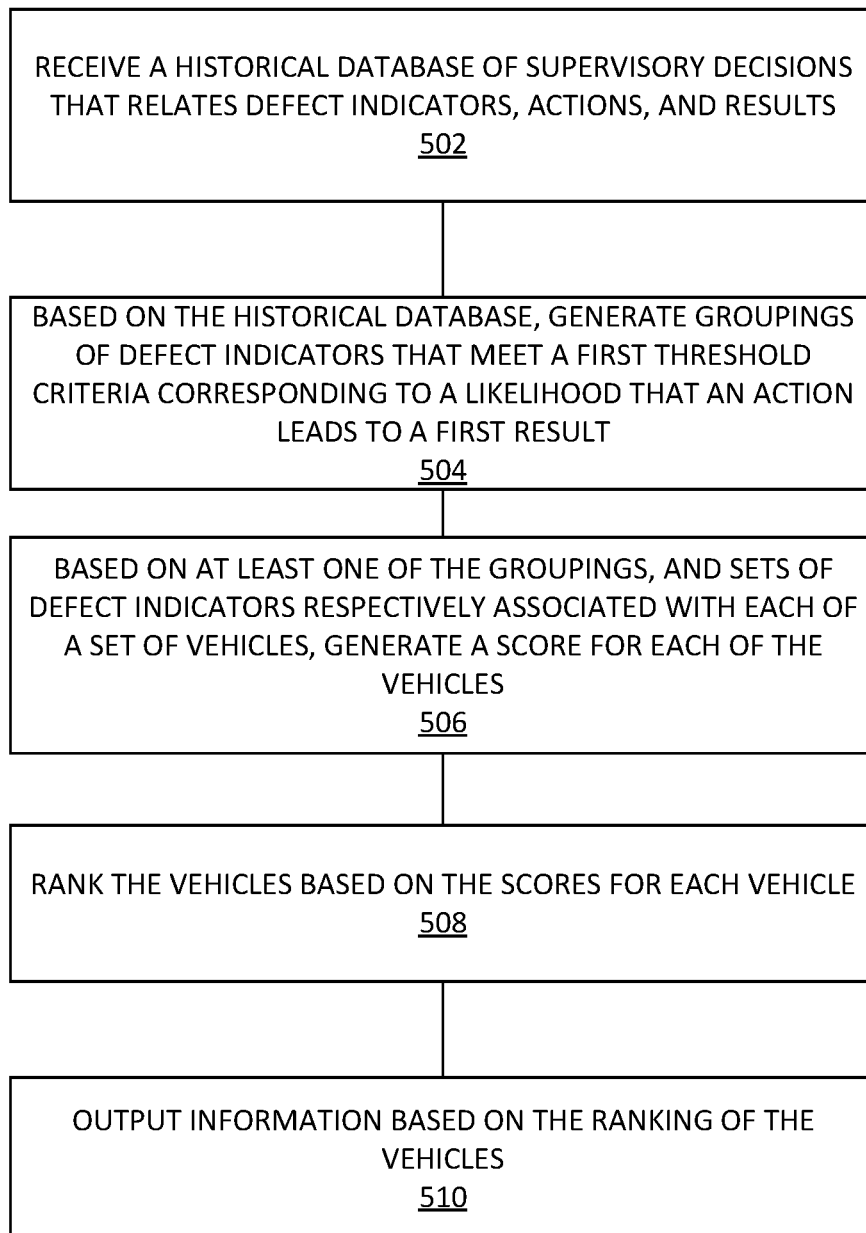 RECEIVE A HISTORICAL DATABASE OF SUPERVISORY DECISIONS
THAT RELATES DEFECT INDICATORS, ACTIONS, AND RESULTS
502
BASED ON THE HISTORICAL DATABASE, GENERATE GROUPINGS
OF DEFECT INDICATORS THAT MEET A FIRST THRESHOLD
CRITERIA CORRESPONDING TO A LIKELIHOOD THAT AN ACTION
LEADS TO A FIRST RESULT
504
BASED ON AT LEAST ONE OF THE GROUPINGS, AND SETS OF
DEFECT INDICATORS RESPECTIVELY ASSOCIATED WITH EACH OF
A SET OF VEHICLES, GENERATE A SCORE FOR EACH OF THE
VEHICLES
506
RANK THE VEHICLES BASED ON THE SCORES FOR EACH VEHICLE
508
OUTPUT INFORMATION BASED ON THE RANKING OF THE
VEHICLES
510